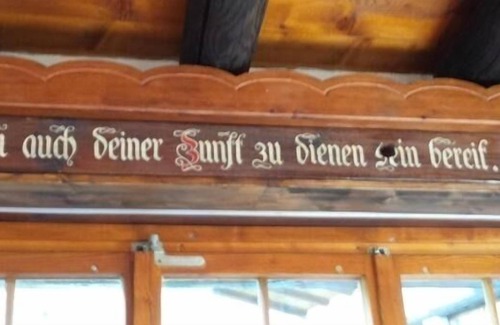 auch deiner Zunft zu dienen sein bereit.